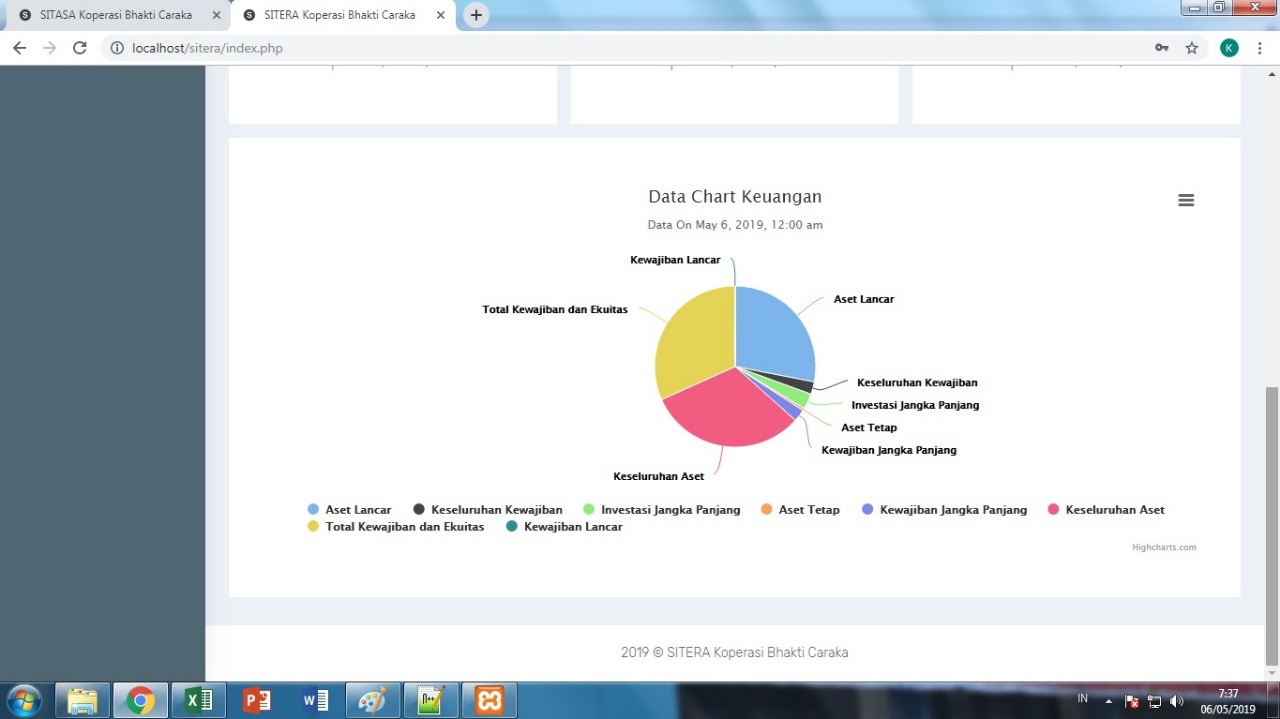 SITASA Koperasi Bhakti Caraka
SITERA Koperasi Bhakti Caraka
localhost/sitera/index.php
K
Data Chart Keuangan
Data On May 6, 2019, 12:00 am
Kewajiban Lancar
Aset Lancar
Total Kewajiban dan Ekuitas
Keseluruhan Kewajiban
Investasi Jangka Panjang
Aset Tetap
Kewajiban Jangka Panjang
Keseluruhan Aset
Aset Lancar Keseluruhan Kewajiban Investasi Jangka Panjang Aset Tetap Kewajiban Jangka Panjang Keseluruhan Aset
Total Kewajiban dan Ekuitas Kewajiban Lancar
Highcharts.com
2019 © SITERA Koperasi Bhakti Caraka
IN
7:37
06/05/2019